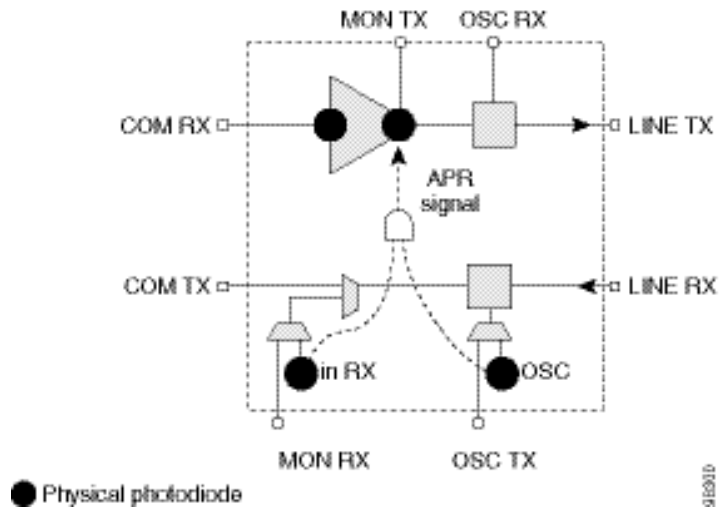 MON TX
OSC RX
COM RX
LINE TX
APR
signal
COM TX
LINE RX
in RX
OSC
MON RX
OSC TX
Physical photodiode